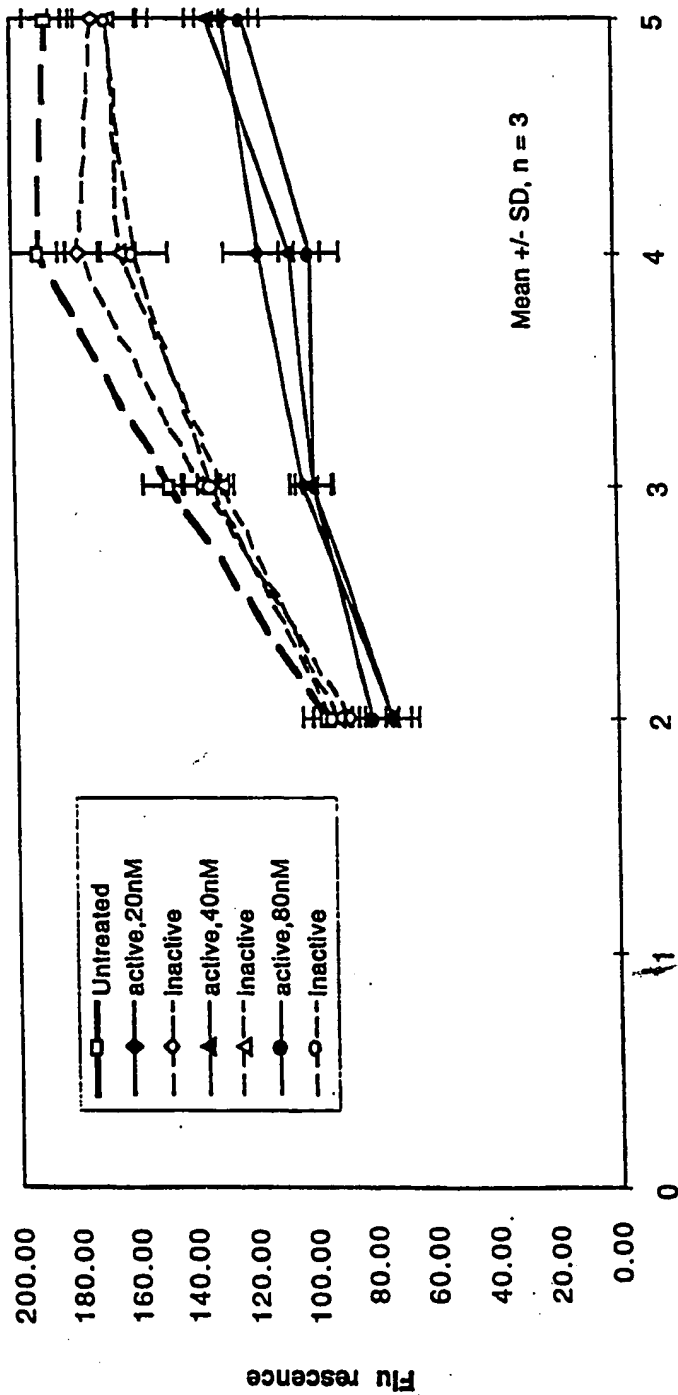 Flu rescence
200.00
180.00
160.00
140.00
120.00
100.00
80.00
60.00
40.00
20.00
0.00
Untreated
active,20nM
Inactive
active,40nM
Inactive
active,80nM
Inactive
Mean +/- SD, n = 3
0
1
2
3
4
5